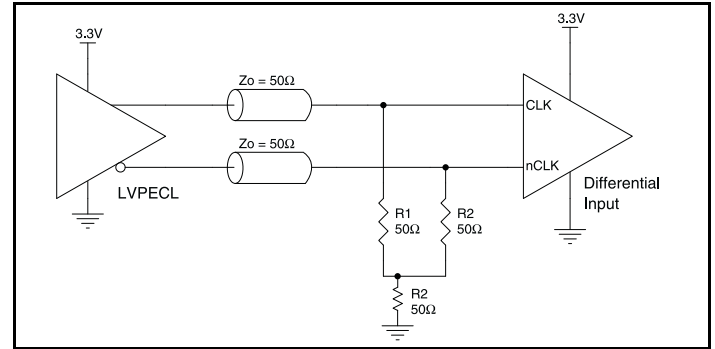 3.3V
3.3V
Zo = 50Ω
CLK
Zo = 50Ω
nCLK
LVPECL
Differential
Input
R1
50Ω
R2
50Ω
R2
50Ω